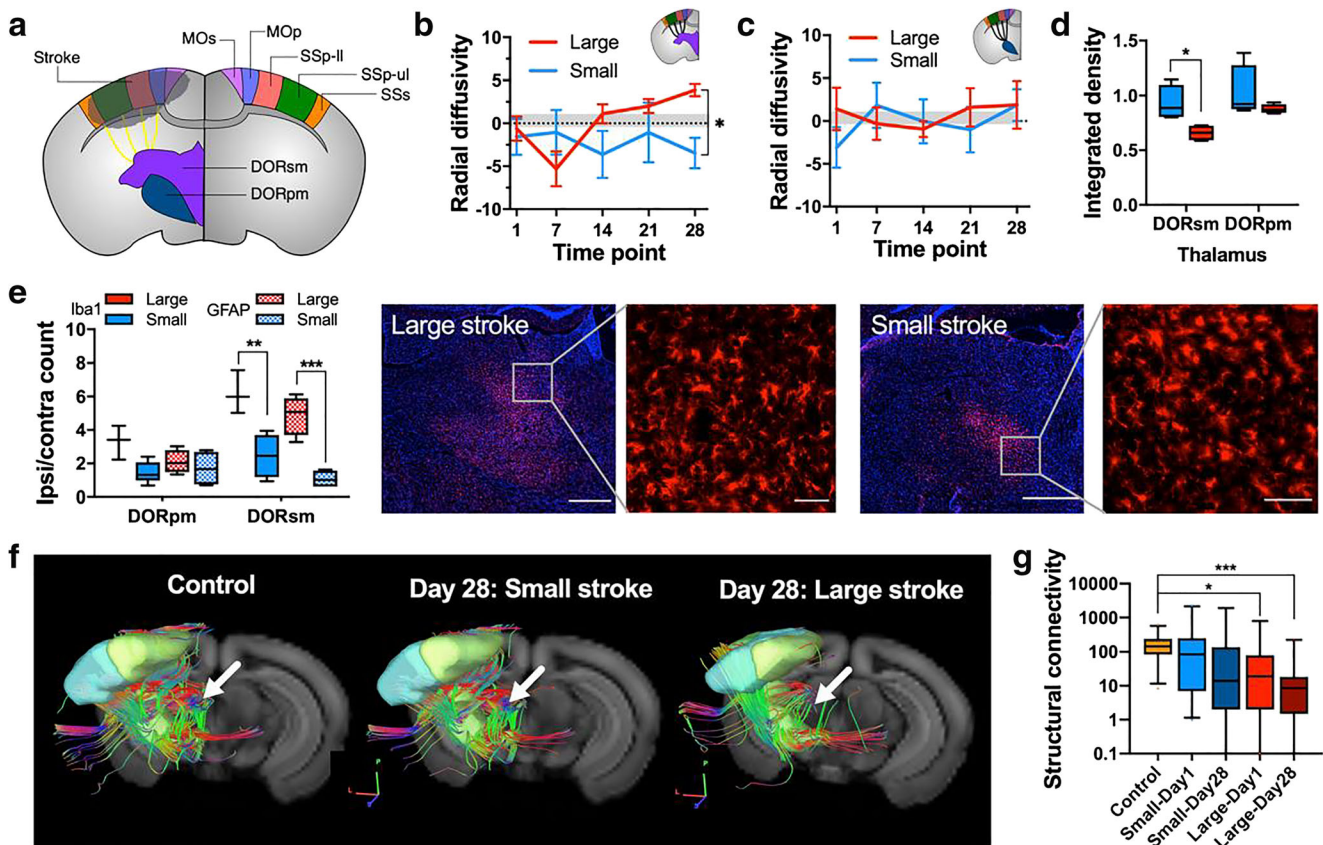 a
Stroke
MOs
MOp
SSp-ll
SSp-ul
SSs
DORsm
DORpm
b
Large
Small
Radial diffusivity
10
5
0
-5
-10
*
1 7 14 21 28
Time point
c
Large
Small
Radial diffusivity
10
5
0
-5
-10
1 7 14 21 28
Time point
d
Integrated density
1.5
1.0
0.5
0.0
*
DORsm DORpm
Thalamus
e
Iba1 Large GFAP Large
Small Small
Ipsi/contra count
10
8
6
4
2
0
**
***
DORpm DORsm
Large stroke
Small stroke
f
Control
Day 28: Small stroke
Day 28: Large stroke
g
Structural connectivity
10000
1000
100
10
1
0.1
***
*
Control
Small-Day1
Small-Day28
Large-Day1
Large-Day28